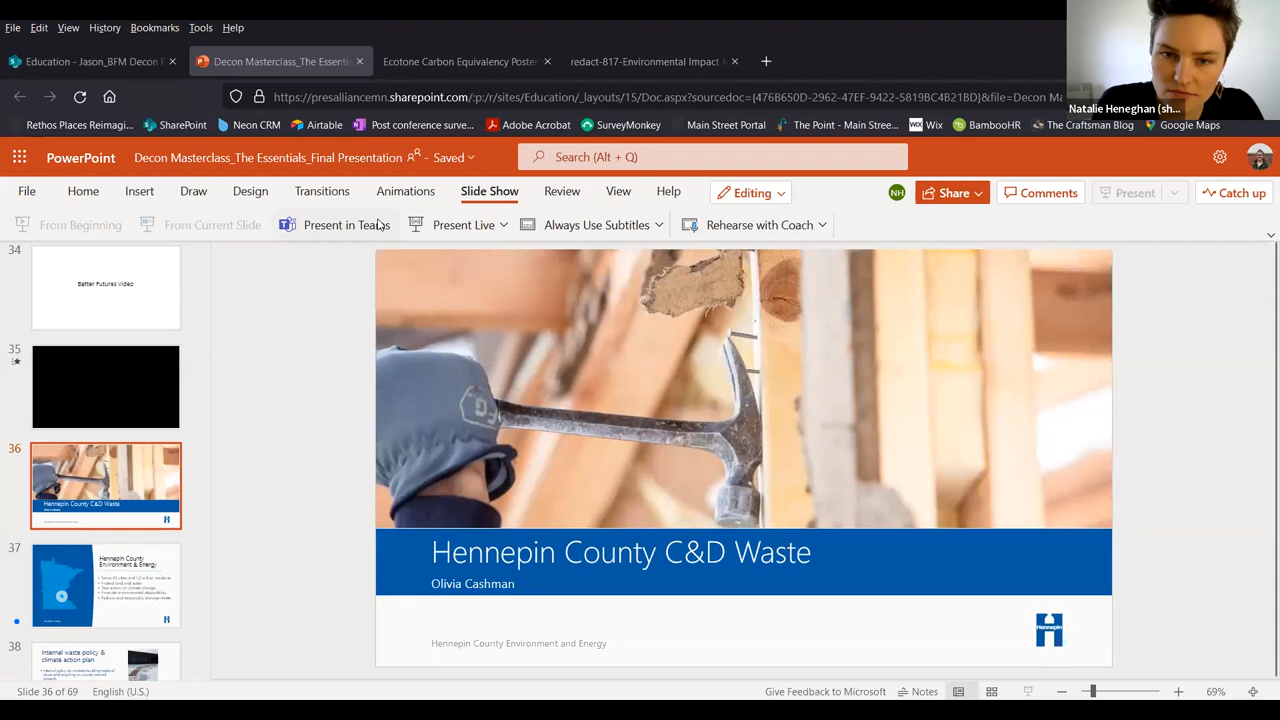 File Edit View History Bookmarks Tools Help
Education - Jason_BFM Decon F
Decon Masterclass_The Essentia
Ecotone Carbon Equivalency Poster
redact-817-Environmental Impact A
Natalie Heneghan (sh...
https://presalliancemn.sharepoint.com/:p:/r/sites/Education/_layouts/15/Doc.aspx?sourcedoc={476B650D-2962-47EF-9422-5819BC4B21BD}&file=Decon Ma
Rethos Places Reimagi... SharePoint Neon CRM Airtable Post conference e... Adobe Acrobat SurveyMonkey Main Street Portal The Point - Main Stre... Wix BambooHR The Craftsman Blog Google Maps
PowerPoint Decon Masterclass_The Essentials_Final Presentation - Saved Search (Alt + Q)
File Home Insert Draw Design Transitions Animations Slide Show Review View Help Editing NH Share Comments Present Catch up
From Beginning From Current Slide Present in Teams Present Live Always Use Subtitles Rehearse with Coach
34
Better Futures Video
35
36
Hennepin County C&D Waste
37
Hennepin County
Environment & Energy
38
Internal waste policy &
climate action plan
Hennepin County C&D Waste
Olivia Cashman
Hennepin County Environment and Energy
Hennepin
Slide 36 of 69 English (U.S.) Give Feedback to Microsoft Notes 69%